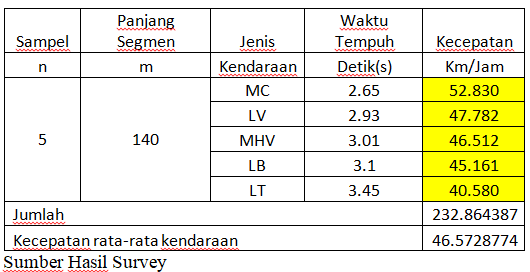 Sampel Panjang Segmen Jenis Waktu Tempuh Kecepatan
n m Kendaraan Detik(s) Km/Jam
5 140 MC 2.65 52.830
LV 2.93 47.782
MHV 3.01 46.512
LB 3.1 45.161
LT 3.45 40.580
Jumlah 232.864387
Kecepatan rata-rata kendaraan 46.5728774
Sumber Hasil Survey